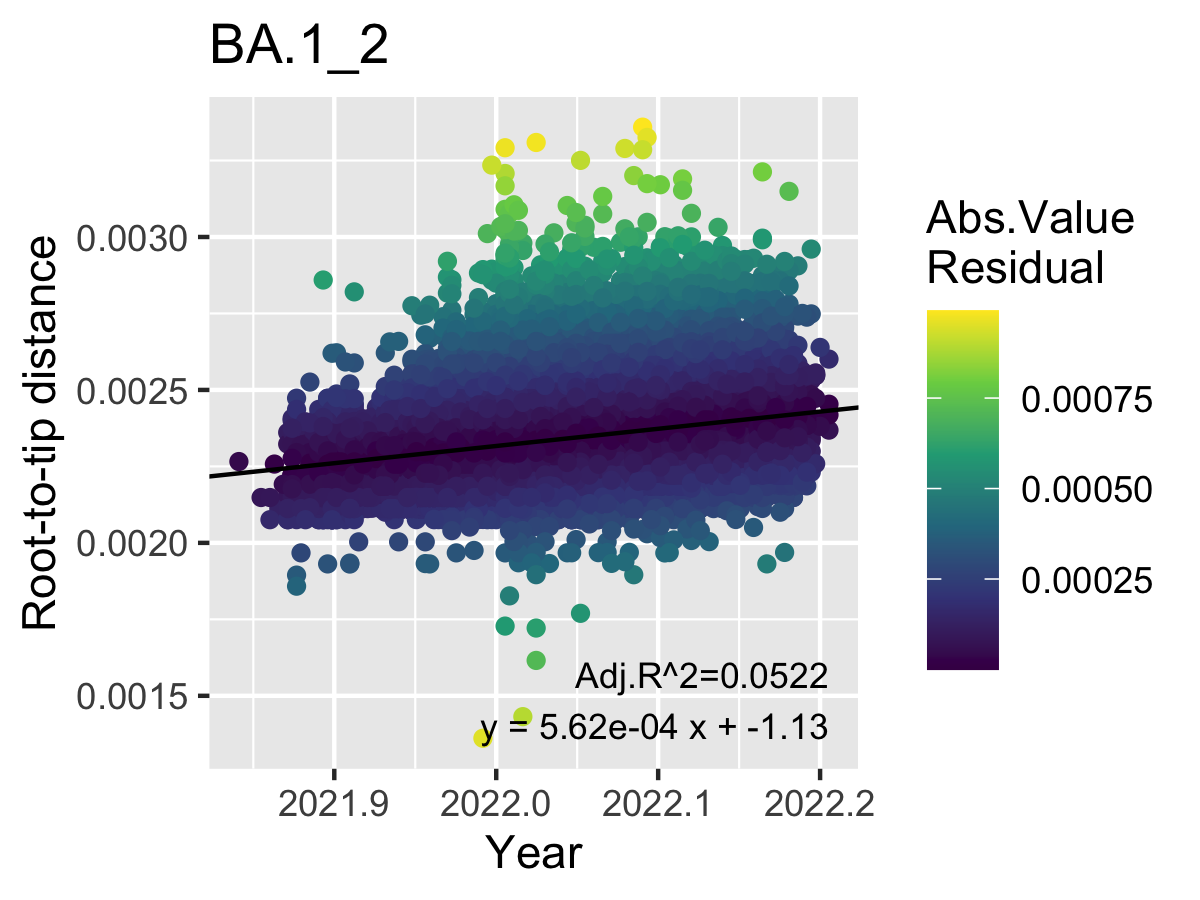 BA.1_2
Root-to-tip distance
0.0030
0.0025
0.0020
0.0015
Adj.R^2=0.0522
y = 5.62e-04 x + -1.13
2021.9
2022.0
2022.1
2022.2
Year
Abs.Value
Residual
0.00075
0.00050
0.00025